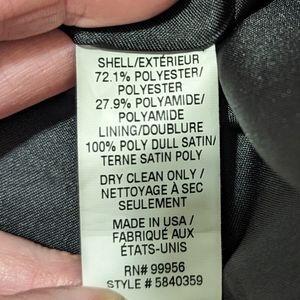 SHELL/EXTÉRIEUR
72.1% POLYESTER/
POLYESTER
27.9% POLYAMIDE/
POLYAMIDE
LINING/DOUBLURE
100% POLY DULL SATIN/
TERNE SATIN POLY
DRY CLEAN ONLY /
NETTOYAGE À SEC
SEULEMENT
MADE IN USA /
FABRIQUÉ AUX
ÉTATS-UNIS
RN# 99956
STYLE # 5840359